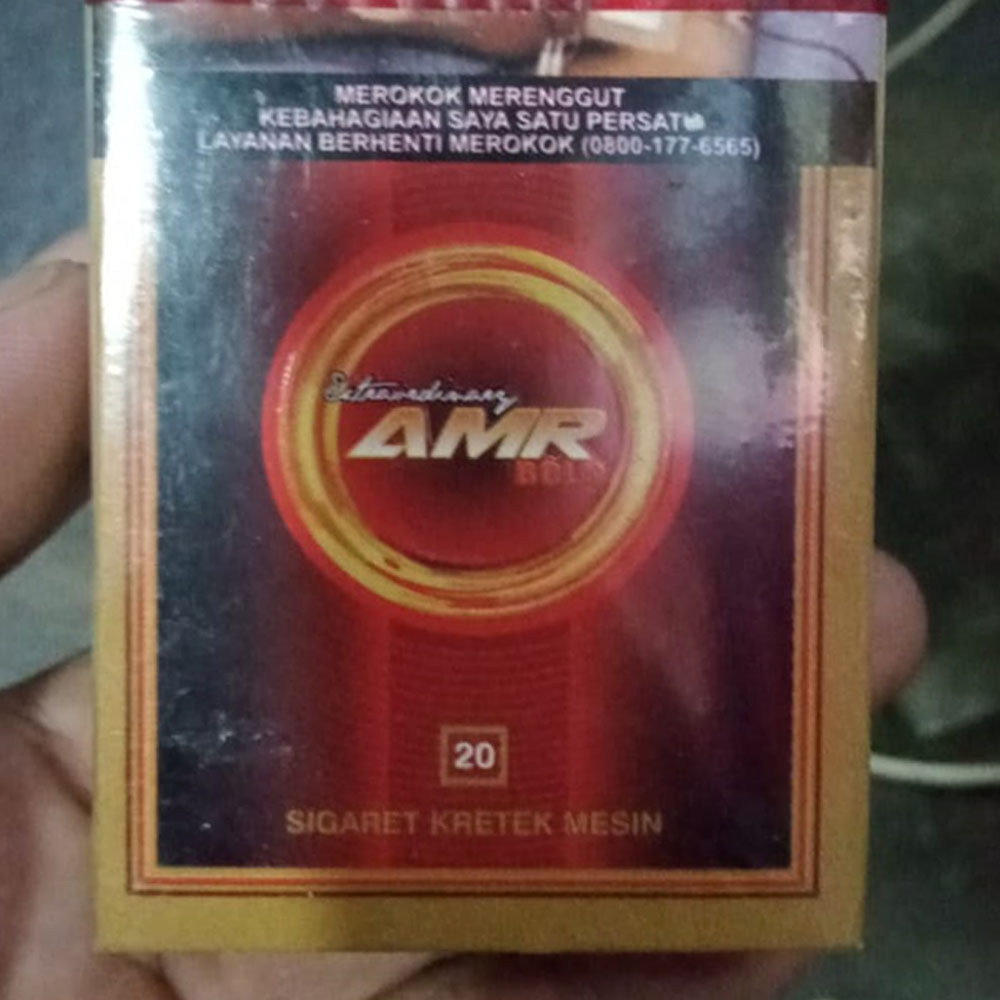 MEROKOK MERENGGUT
KEBAHAGIAAN SAYA SATU PERSATU
LAYANAN BERHENTI MEROKOK (0800-177-6565)
Extraordinary
AMR
BOLD
20
SIGARET KRETEK MESIN